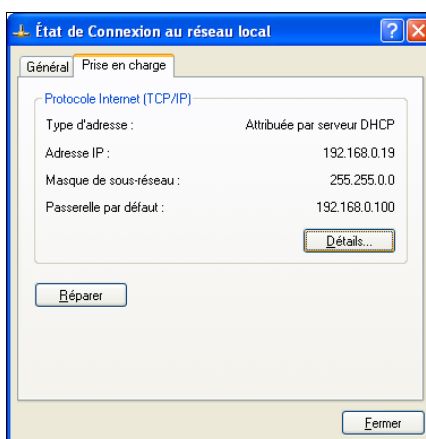 État de Connexion au réseau local
Général Prise en charge
Protocole Internet (TCP/IP)
Type d'adresse : Attribuée par serveur DHCP
Adresse IP : 192.168.0.19
Masque de sous-réseau : 255.255.0.0
Passerelle par défaut : 192.168.0.100
Détails...
Réparer
Fermer